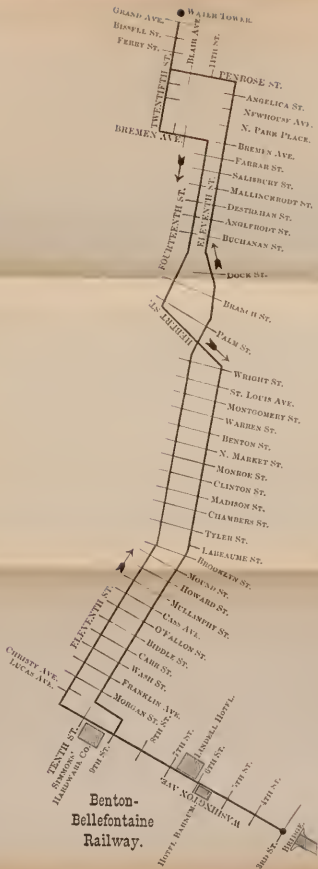 WATER TOWER.
GRAND AVE.
BISSELL ST.
FERRY ST.
BLAIR AVE.
11TH ST.
PENROSE ST.
TWENTIETH ST.
ANGELICA ST.
NEWHOUSE AVE.
N. PARK PLACE.
BREMEN AVE.
BREMEN AVE.
FARRAR ST.
SALISBURY ST.
MALLINCKRODT ST.
DESTREHAN ST.
ANGLRODT ST.
BUCHANAN ST.
FOURTEENTH ST.
ELEVENTH ST.
DOCK ST.
BRANCH ST.
HEBERT ST.
PALM ST.
WRIGHT ST.
ST. LOUIS AVE.
MONTGOMERY ST.
WARREN ST.
BENTON ST.
N. MARKET ST.
MONROE ST.
CLINTON ST.
MADISON ST.
CHAMBERS ST.
TYLER ST.
LABEAUME ST.
BROOKLYN ST.
MOUND ST.
HOWARD ST.
MULLANPHY ST.
CASS AVE.
O'FALLON ST.
BIDDLE ST.
CARR ST.
WASH ST.
FRANKLIN AVE.
MORGAN ST.
ELEVENTH ST.
CHRISTY AVE.
LUCAS AVE.
TENTH ST.
SIMMONS'
HARDWARE CO.
9TH ST.
8TH ST.
7TH ST.
LINDELL HOTEL.
6TH ST.
HOTEL BARNUM.
WASHINGTON AVE.
5TH ST.
4TH ST.
3RD ST.
BRIDGE
Benton-
Bellefontaine
Railway.